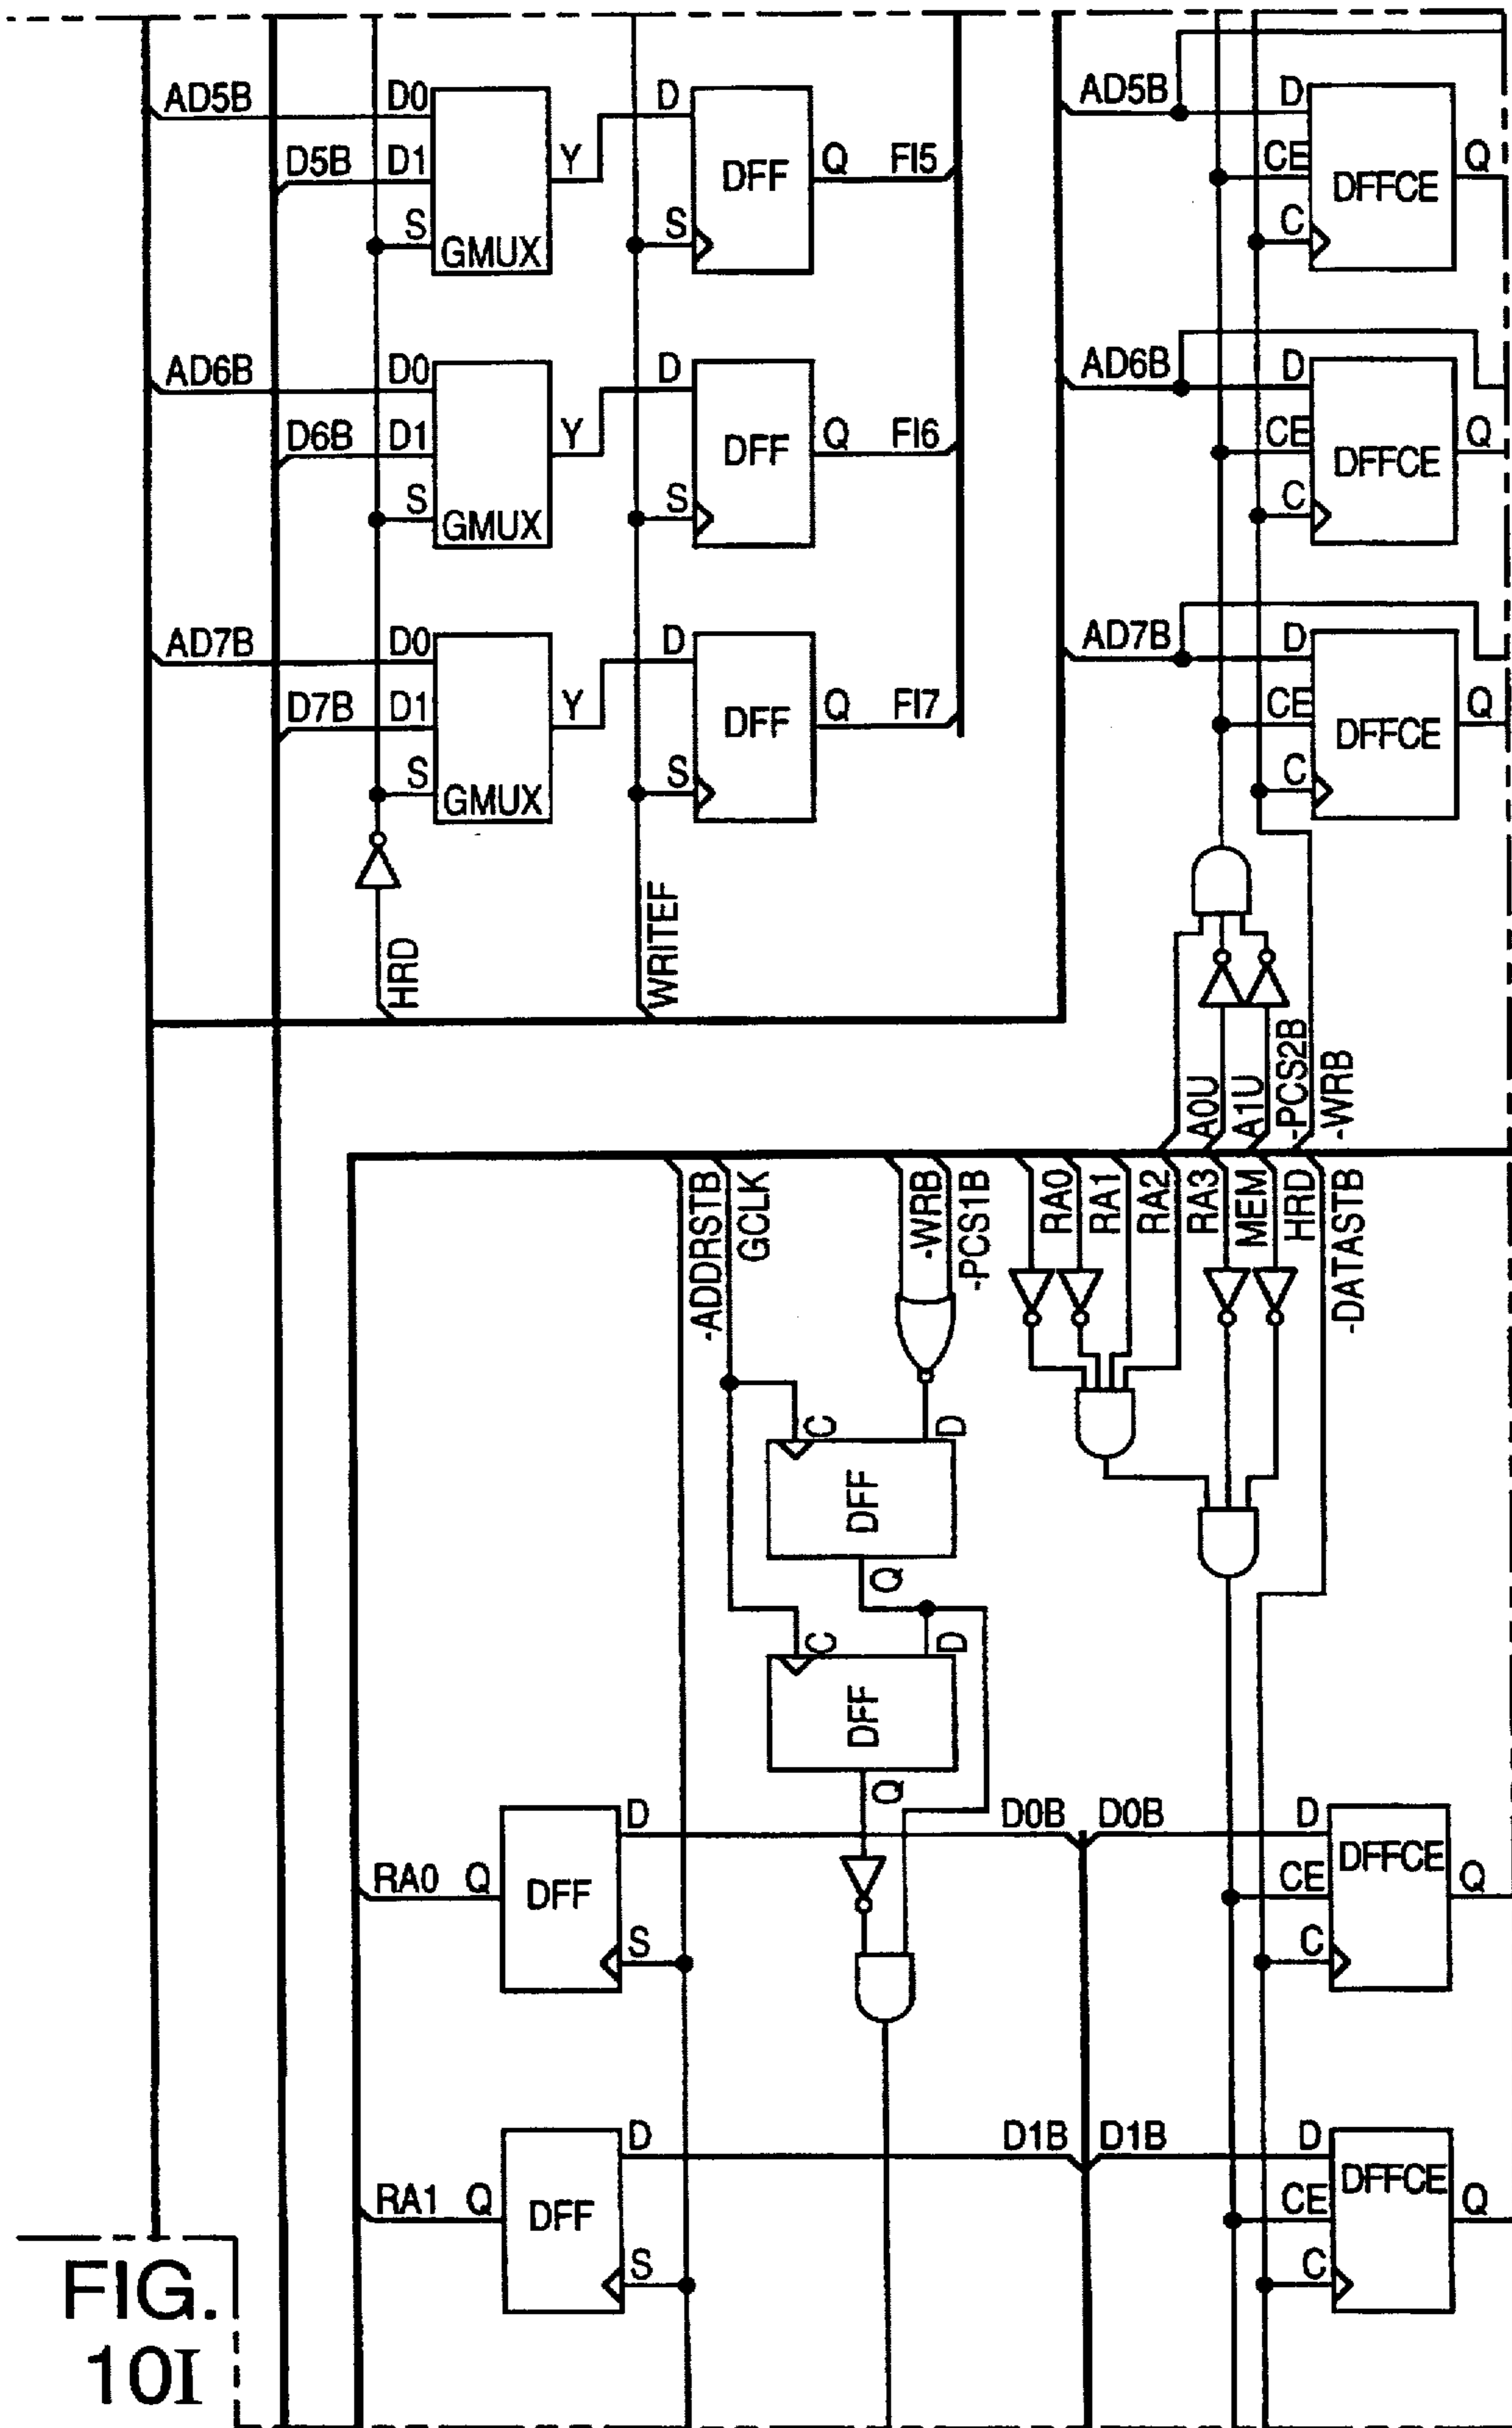 AD5B D0 D AD5B D
D5B D1 Y Q FI5 CE Q
DFF DFFCE
S S C
GMUX
AD6B D0 D AD6B D
D6B D1 Y Q FI6 CE Q
DFF DFFCE
S S C
GMUX
AD7B D0 D AD7B D
D7B D1 Y Q FI7 CE Q
DFF DFFCE
S S C
GMUX
HRD
WRITEF
A0U
A1U
-PCS2B
-WRB
-ADDRSTB
GCLK
-WRB
-PCS1B
RA0
RA1
RA2
RA3
MEM
HRD
-DATASTB
C D
DFF
Q
C D
DFF
Q
D D0B D0B D
RA0 Q DFF CE DFFCE Q
S C
D D1B D1B D
RA1 Q DFF CE DFFCE Q
S C
FIG.
10I